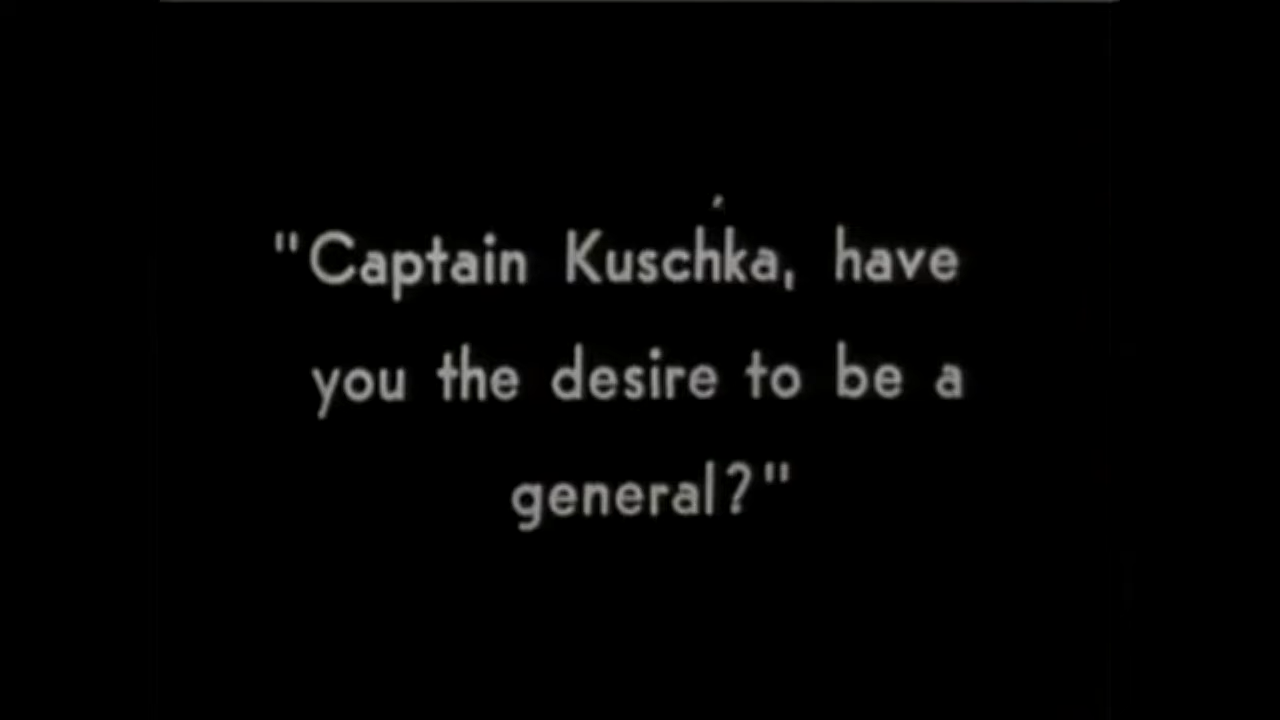 "Captain Kuschka, have
you the desire to be a
general?"